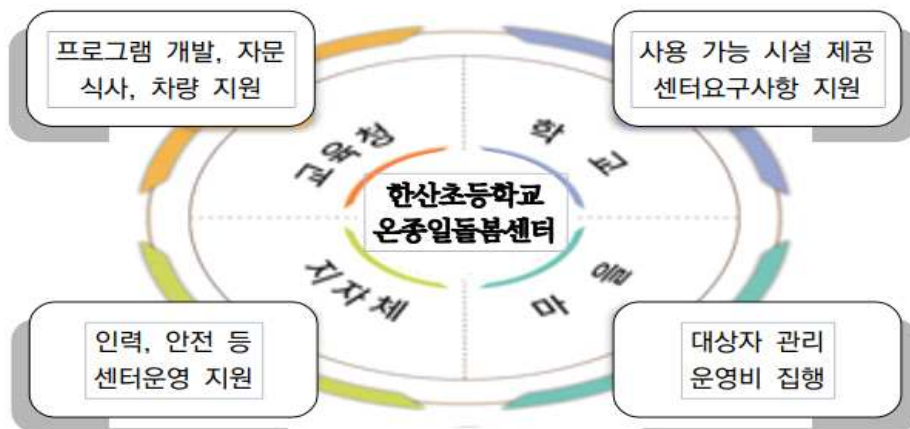 프로그램 개발, 자문
식사, 차량 지원
사용 가능 시설 제공
센터요구사항 지원
교육청
학교
한산초등학교
온종일돌봄센터
지자체
마을
인력, 안전 등
센터운영 지원
대상자 관리
운영비 집행